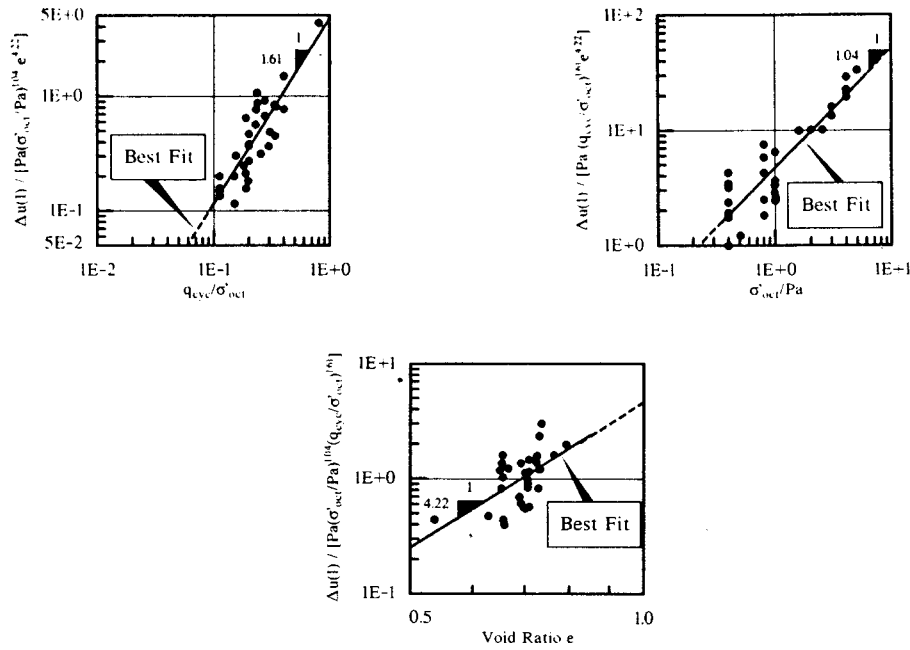 Δu(1) / [Pa(σ'oct/Pa)^1.04 e^4.22]
5E+0
1E+0
1E-1
5E-2
1.61
1
Best Fit
1E-2
1E-1
1E+0
qcyc/σ'oct
Δu(1) / [Pa (qcyc/σ'oct)^1.61 e^4.22]
1E+2
1E+1
1E+0
1.04
1
Best Fit
1E-1
1E+0
1E+1
σ'oct/Pa
Δu(1) / [Pa(σ'oct/Pa)^1.04 (qcyc/σ'oct)^1.61]
1E+1
1E+0
1E-1
4.22
1
Best Fit
0.5
1.0
Void Ratio e